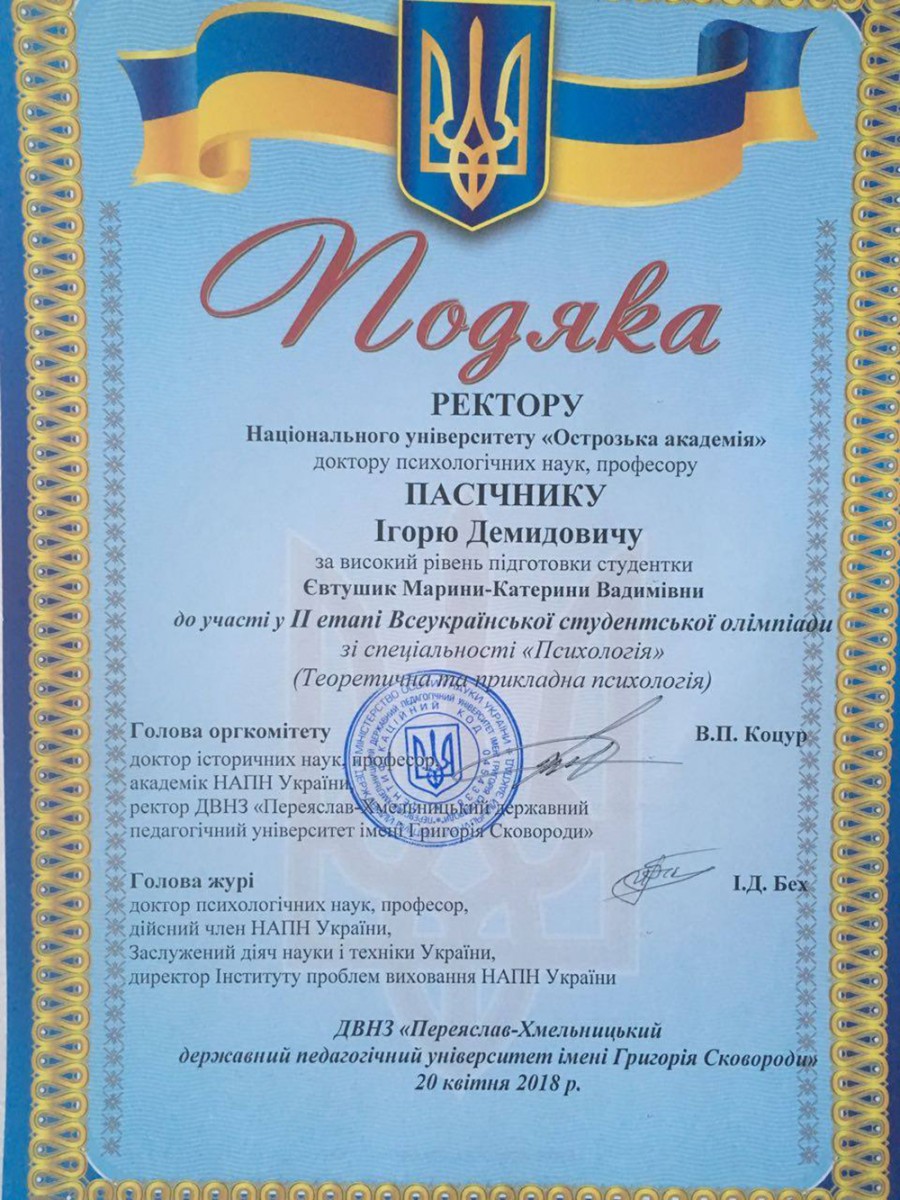 Подяка
РЕКТОРУ
Національного університету «Острозька академія»
доктору психологічних наук, професору
ПАСІЧНИКУ
Ігорю Демидовичу
за високий рівень підготовки студентки
Євтушик Марини-Катерини Вадимівни
до участі у ІІ етапі Всеукраїнської студентської олімпіади
зі спеціальності «Психологія»
(Теоретична та прикладна психологія)
Голова оргкомітету
В.П. Коцур
доктор історичних наук, професор,
академік НАПН України,
ректор ДВНЗ «Переяслав-Хмельницький державний
педагогічний університет імені Григорія Сковороди»
Голова журі
І.Д. Бех
доктор психологічних наук, професор,
дійсний член НАПН України,
Заслужений діяч науки і техніки України,
директор Інституту проблем виховання НАПН України
ДВНЗ «Переяслав-Хмельницький
державний педагогічний університет імені Григорія Сковороди»
20 квітня 2018 р.